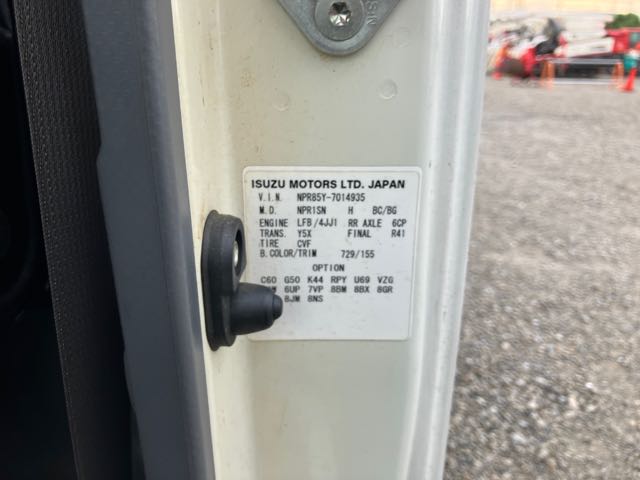 ISUZU MOTORS LTD. JAPAN
V.I.N. NPR85Y-7014935
M.D. NPR1SN H BC/BG
ENGINE LFB/4JJ1 RR AXLE 6CP
TRANS. Y5X FINAL R41
TIRE CVF
B.COLOR/TRIM 729/155
OPTION
C60 G50 K44 RPY U69 VZG
6UP 7VP 8BM 8BX 8GR
8JM 8NS